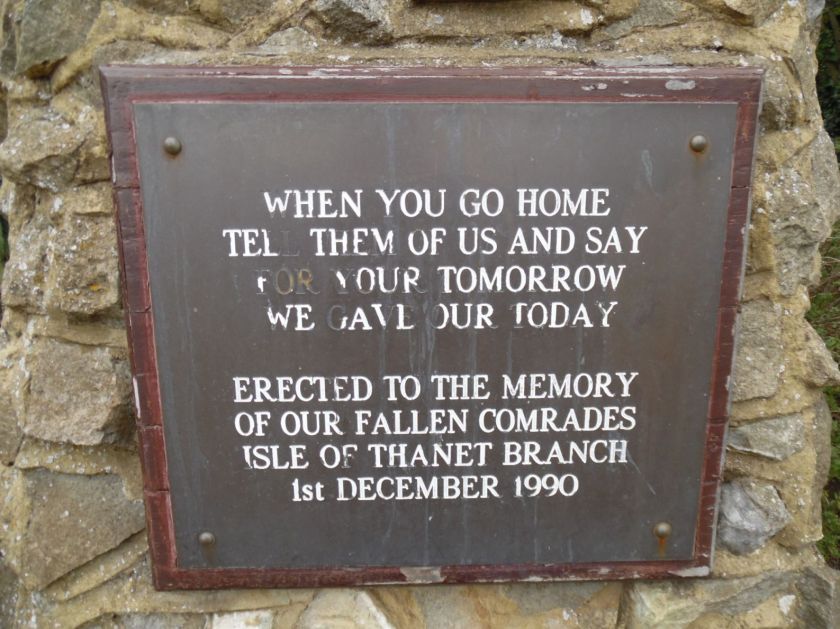 WHEN YOU GO HOME
TELL THEM OF US AND SAY
FOR YOUR TOMORROW
WE GAVE OUR TODAY
ERECTED TO THE MEMORY
OF OUR FALLEN COMRADES
ISLE OF THANET BRANCH
1st DECEMBER 1990